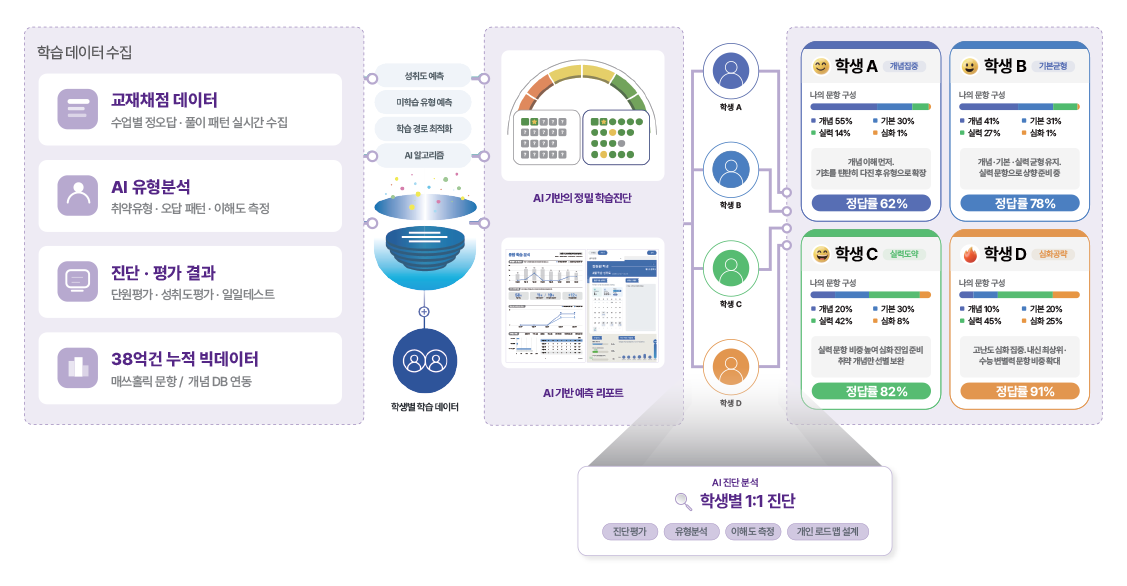 학습 데이터 수집
교재채점 데이터
수업별 정오답 · 풀이 패턴 실시간 수집
AI 유형분석
취약유형 · 오답 패턴 · 이해도 측정
진단 · 평가 결과
단원평가 · 성취도평가 · 일일테스트
38억건 누적 빅데이터
매쓰홀릭 문항 / 개념 DB 연동
성취도 예측
미학습 유형 예측
학습 경로 최적화
AI 알고리즘
학생별 학습 데이터
AI 기반의 정밀 학습진단
AI 기반 예측 리포트
학생 A
학생 B
학생 C
학생 D
학생 A 개념집중
나의 문항 구성
개념 55% 기본 30%
실력 14% 심화 1%
개념 이해 먼저.
기초를 탄탄히 다진 후 유형으로 확장
정답률 62%
학생 B 기본균형
나의 문항 구성
개념 41% 기본 31%
실력 27% 심화 1%
개념 · 기본 · 실력 균형 유지.
실력 문항으로 상향 준비 중
정답률 78%
학생 C 실력도약
나의 문항 구성
개념 20% 기본 30%
실력 42% 심화 8%
실력 문항 비중 높여 심화 진입 준비
취약 개념만 선별 보완
정답률 82%
학생 D 심화공략
나의 문항 구성
개념 10% 기본 20%
실력 45% 심화 25%
고난도 심화 집중. 내신 최상위 ·
수능 변별력 문항 비중 확대
정답률 91%
AI 진단 분석
학생별 1:1 진단
진단 평가
유형분석
이해도 측정
개인 로드맵 설계